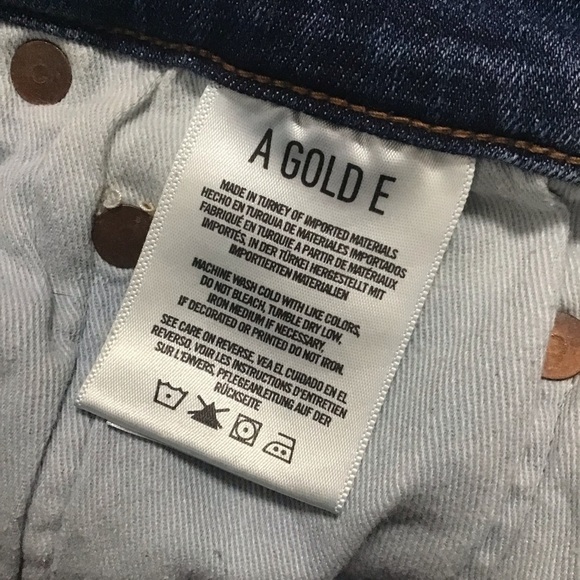 A GOLD E
MADE IN TURKEY OF IMPORTED MATERIALS
HECHO EN TURQUIA DE MATERIALES IMPORTADOS
FABRIQUÉ EN TURQUIE A PARTIR DE MATÉRIAUX
IMPORTÉS. IN DER TÜRKEI HERGESTELLT MIT
IMPORTIERTEN MATERIALIEN
MACHINE WASH COLD WITH LIKE COLORS,
DO NOT BLEACH, TUMBLE DRY LOW,
IRON MEDIUM IF NECESSARY.
IF DECORATED OR PRINTED DO NOT IRON.
SEE CARE ON REVERSE. VEA EL CUIDADO EN EL
REVERSO. VOIR LES INSTRUCTIONS D'ENTRETIEN
SUR L'ENVERS. PFLEGEANLEITUNG AUF DER
RÜCKSEITE